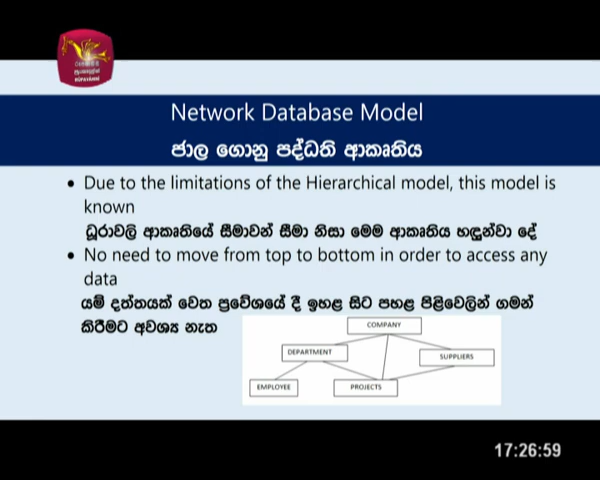 Network Database Model
ජාල ගොනු පද්ධති ආකෘතිය
• Due to the limitations of the Hierarchical model, this model is
known
ධූරාවලි ආකෘතියේ සීමාවන් සීමා නිසා මෙම ආකෘතිය හඳුන්වා දේ
• No need to move from top to bottom in order to access any
data
යම් දත්තයක් වෙත ප්‍රවේශයේ දී ඉහළ සිට පහළ පිළිවෙලින් ගමන්
කිරීමට අවශ්‍ය නැත
COMPANY
DEPARTMENT
SUPPLIERS
EMPLOYEE
PROJECTS
17:26:59